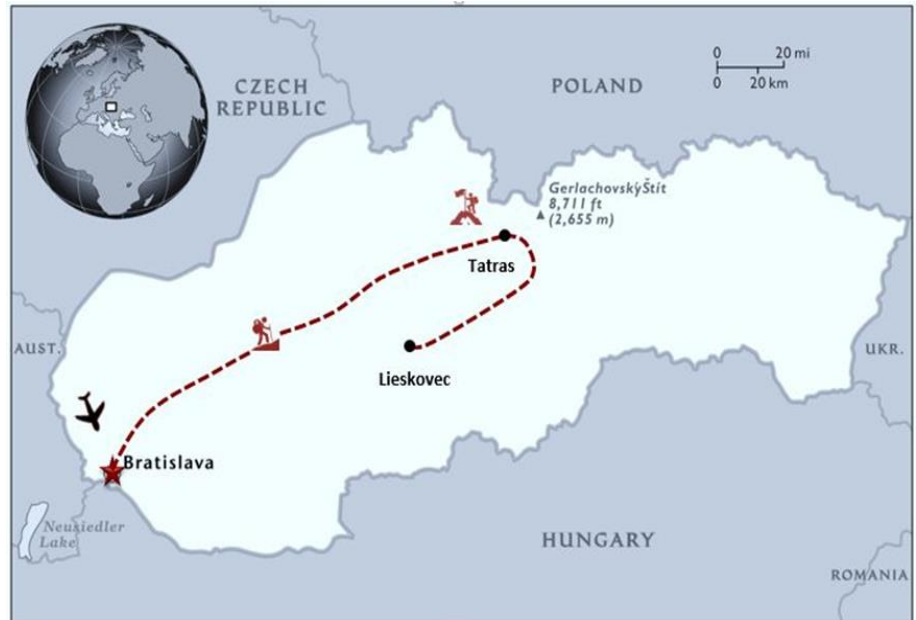 CZECH
REPUBLIC
POLAND
0 20 mi
0 20 km
GerlachovskýŠtít
8,711 ft
(2,655 m)
Tatras
AUST.
UKR.
Lieskovec
Bratislava
Neusiedler
Lake
HUNGARY
ROMANIA